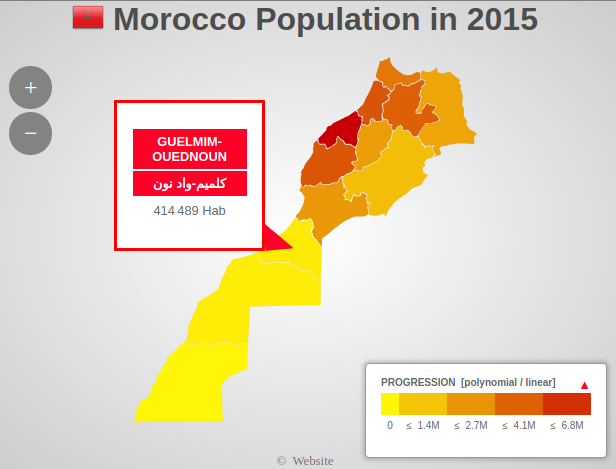 Morocco Population in 2015
+
−
GUELMIM-
OUEDNOUN
كلميم-واد نون
414 489 Hab
PROGRESSION [polynomial / linear] ▲
0 ≤ 1.4M ≤ 2.7M ≤ 4.1M ≤ 6.8M
© Website